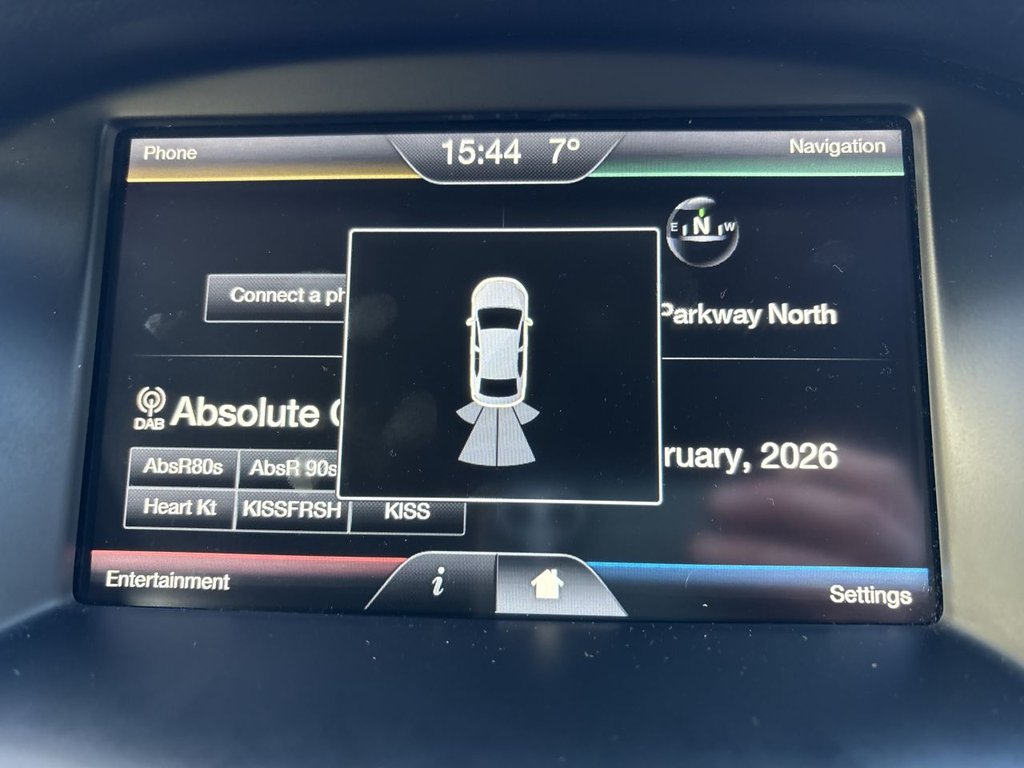 Phone
15:44 7°
Navigation
E N W
Connect a ph
Parkway North
DAB
Absolute
AbsR80s AbsR 90s
ruary, 2026
Heart Kt KISSFRSH KISS
Entertainment
i
Settings